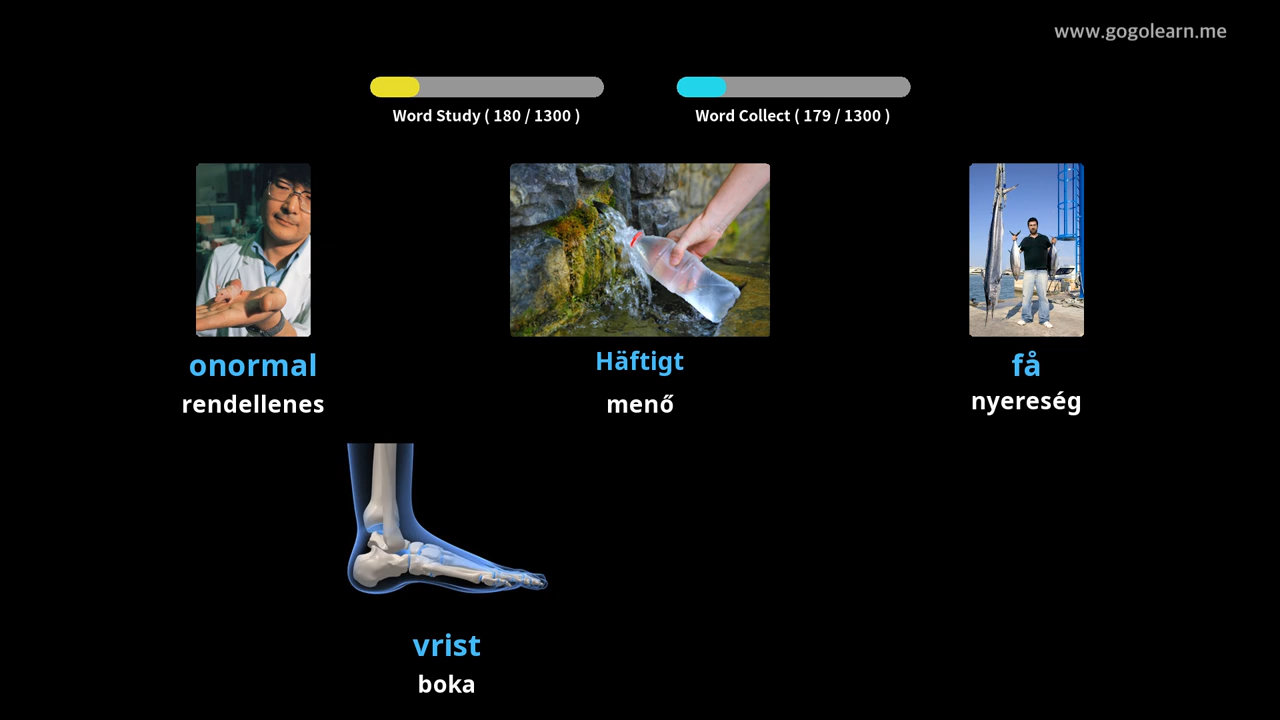 www.gogolearn.me
Word Study ( 180 / 1300 )
Word Collect ( 179 / 1300 )
onormal
rendellenes
Häftigt
menő
få
nyereség
vrist
boka